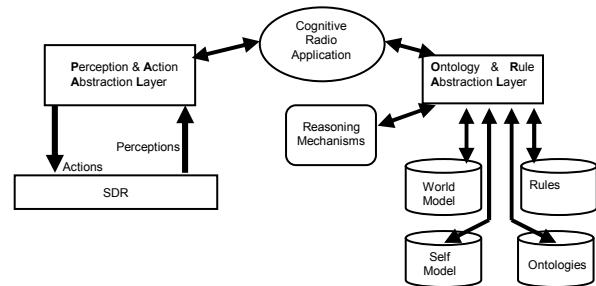 Cognitive
Radio
Application
Perception & Action
Abstraction Layer
Ontology & Rule
Abstraction Layer
Reasoning
Mechanisms
Perceptions
Actions
SDR
World
Model
Rules
Self
Model
Ontologies